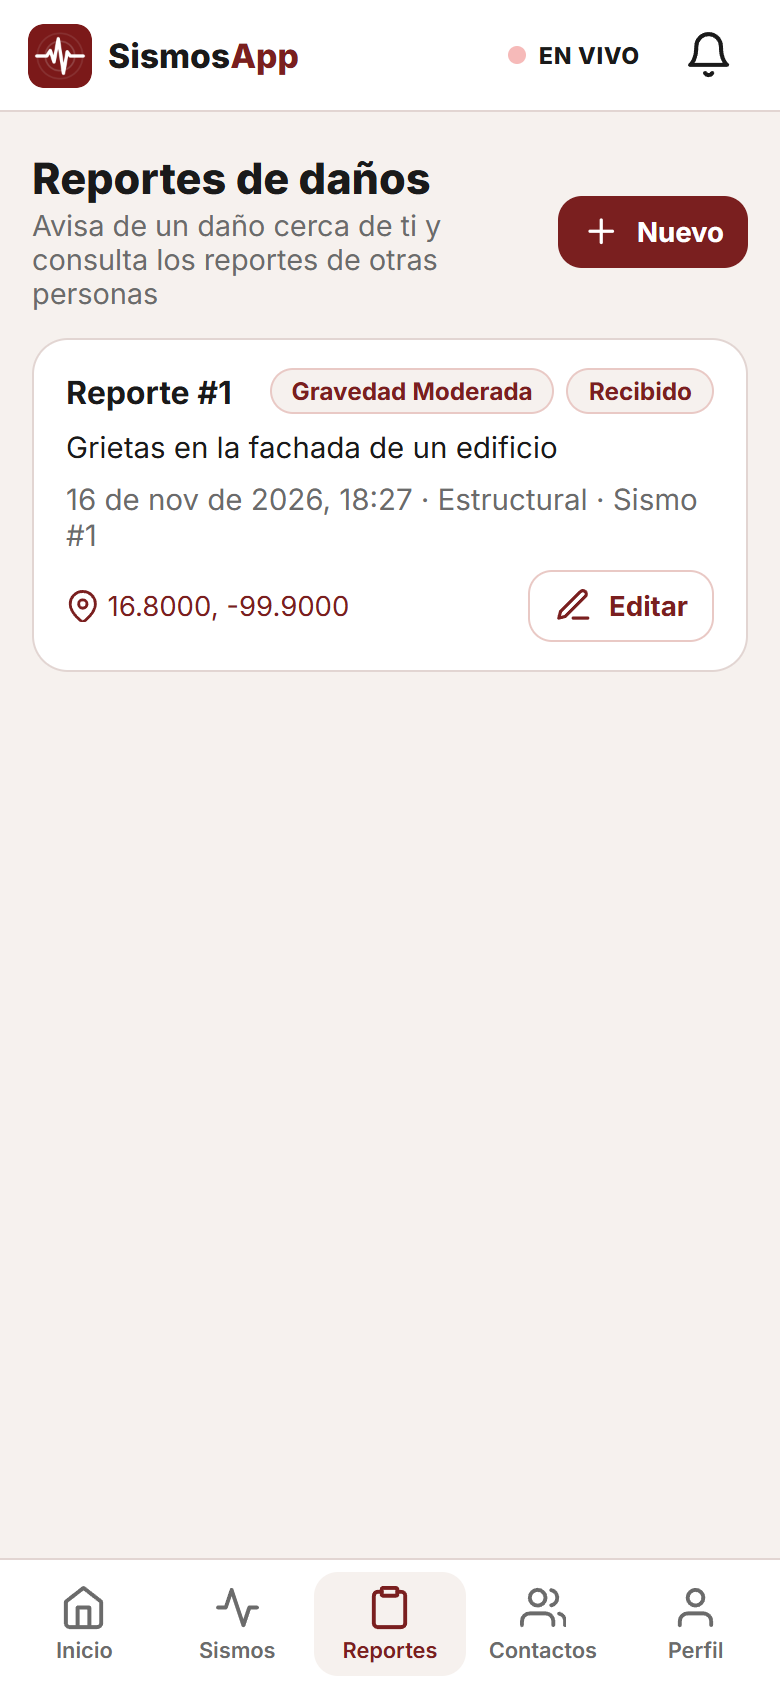 SismosApp
EN VIVO
Reportes de daños
Avisa de un daño cerca de ti y
consulta los reportes de otras
personas
Nuevo
Reporte #1
Gravedad Moderada
Recibido
Grietas en la fachada de un edificio
16 de nov de 2026, 18:27 · Estructural · Sismo
#1
16.8000, -99.9000
Editar
Inicio
Sismos
Reportes
Contactos
Perfil